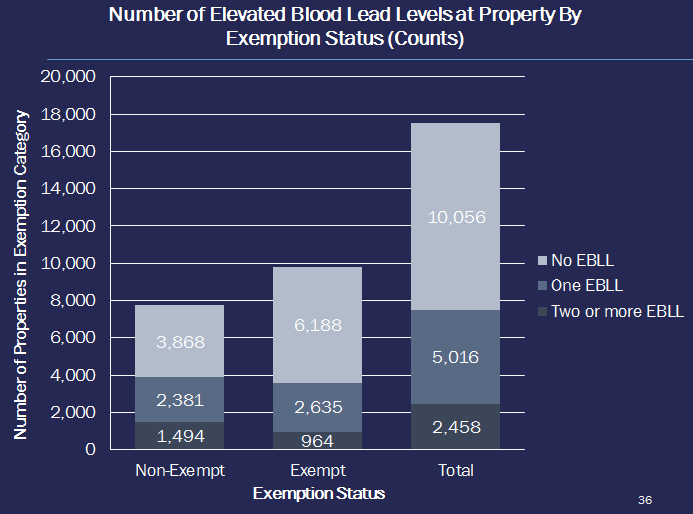 Number of Elevated Blood Lead Levels at Property By
Exemption Status (Counts)
Number of Properties in Exemption Category
20,000
18,000
16,000
14,000
12,000
10,000
8,000
6,000
4,000
2,000
0
3,868
2,381
1,494
6,188
2,635
964
10,056
5,016
2,458
Non-Exempt
Exempt
Total
Exemption Status
No EBLL
One EBLL
Two or more EBLL
36